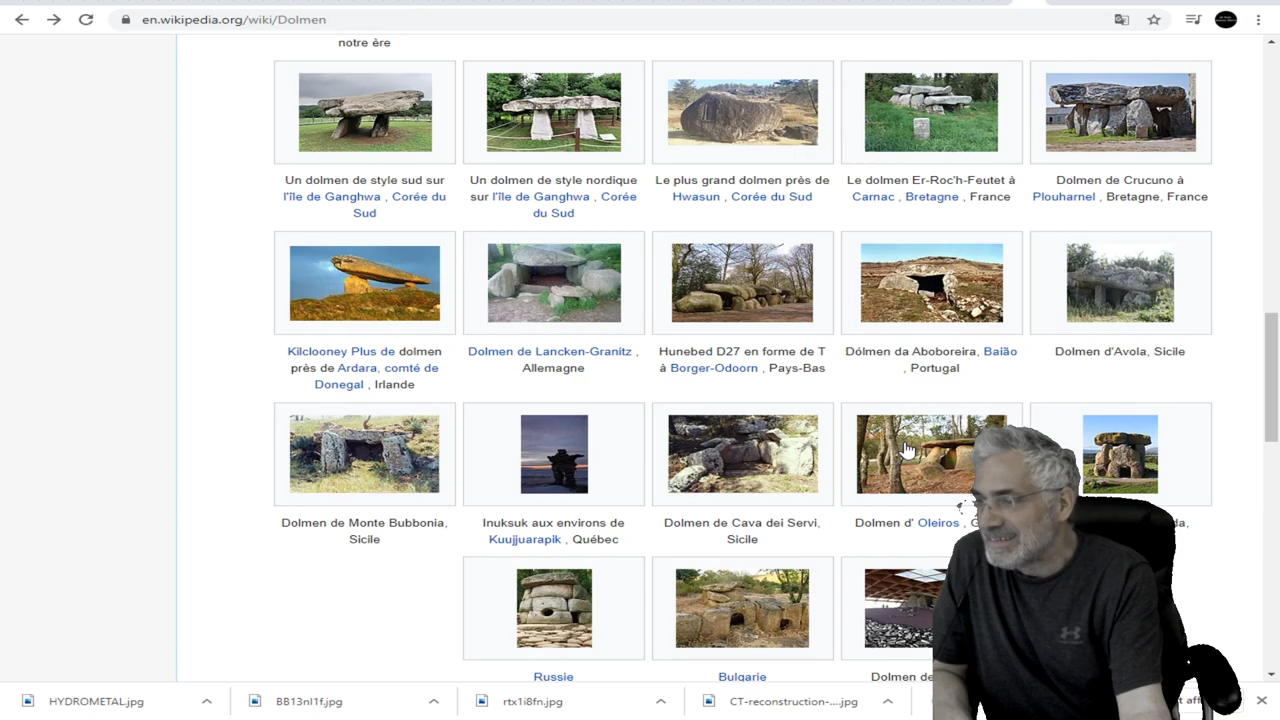 en.wikipedia.org/wiki/Dolmen
notre ère
Un dolmen de style sud sur
l'île de Ganghwa , Corée du
Sud
Un dolmen de style nordique
sur l'île de Ganghwa , Corée
du Sud
Le plus grand dolmen près de
Hwasun , Corée du Sud
Le dolmen Er-Roc'h-Feutet à
Carnac , Bretagne , France
Dolmen de Crucuno à
Plouharnel , Bretagne, France
Kilclooney Plus de dolmen
près de Ardara, comté de
Donegal , Irlande
Dolmen de Lancken-Granitz ,
Allemagne
Hunebed D27 en forme de T
à Borger-Odoorn , Pays-Bas
Dólmen da Aboboreira, Baião
, Portugal
Dolmen d'Avola, Sicile
Dolmen de Monte Bubbonia,
Sicile
Inuksuk aux environs de
Kuujjuarapik , Québec
Dolmen de Cava dei Servi,
Sicile
Dolmen d' Oleiros ,
Russie
Bulgarie
Dolmen de
HYDROMETAL.jpg
BB13nI1f.jpg
rtx1i8fn.jpg
CT-reconstruction-....jpg